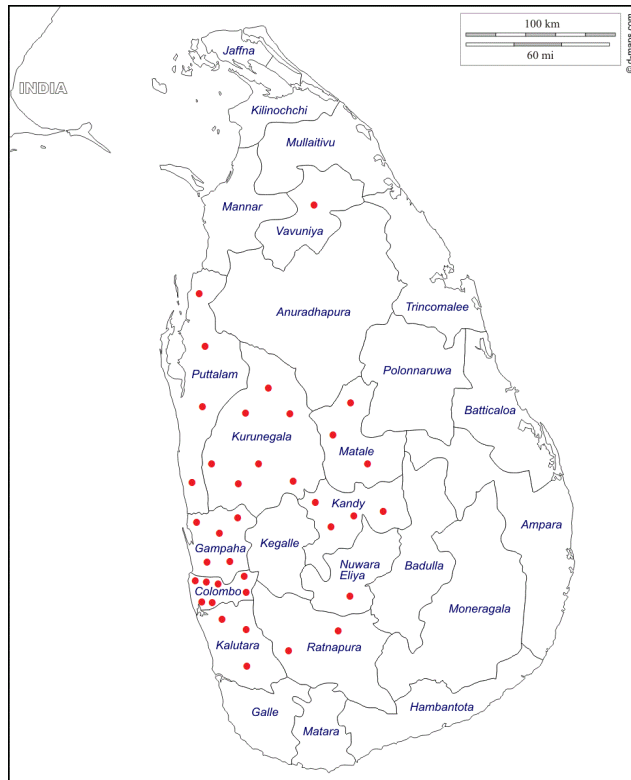 100 km
60 mi
© d-maps.com
Jaffna
INDIA
Kilinochchi
Mullaitivu
Mannar
Vavuniya
Anuradhapura
Trincomalee
Puttalam
Polonnaruwa
Batticaloa
Kurunegala
Matale
Kandy
Ampara
Gampaha
Kegalle
Nuwara
Eliya
Badulla
Colombo
Moneragala
Kalutara
Ratnapura
Galle
Matara
Hambantota